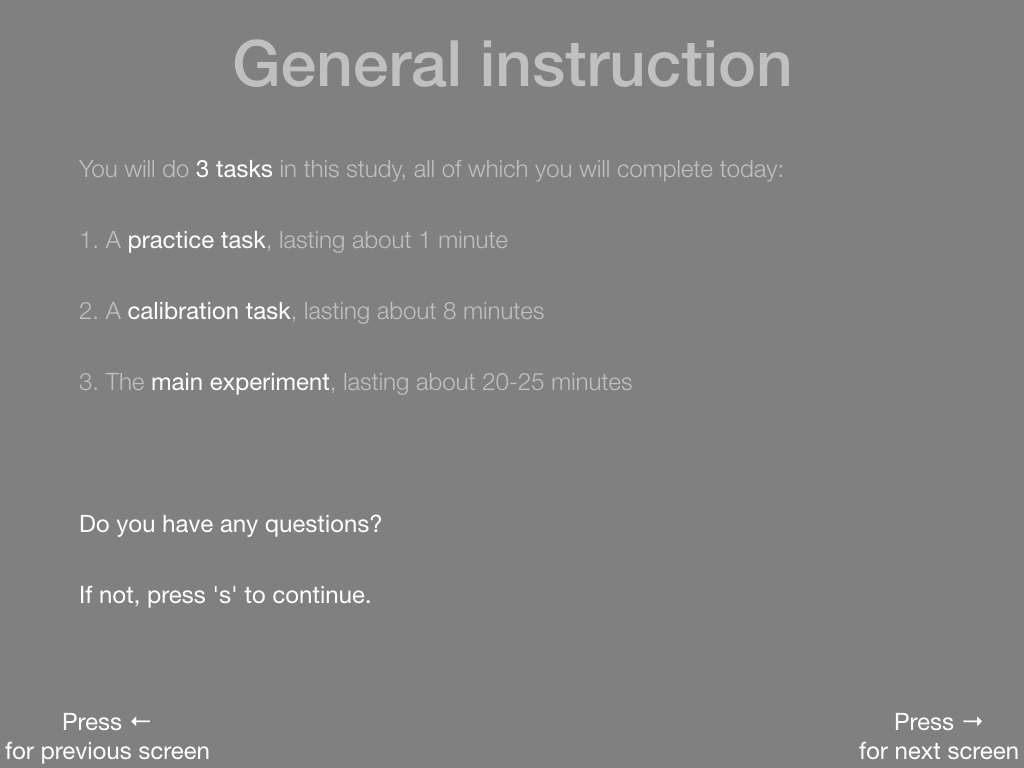 General instruction
You will do 3 tasks in this study, all of which you will complete today:
1. A practice task, lasting about 1 minute
2. A calibration task, lasting about 8 minutes
3. The main experiment, lasting about 20-25 minutes
Do you have any questions?
If not, press 's' to continue.
Press ←
for previous screen
Press →
for next screen